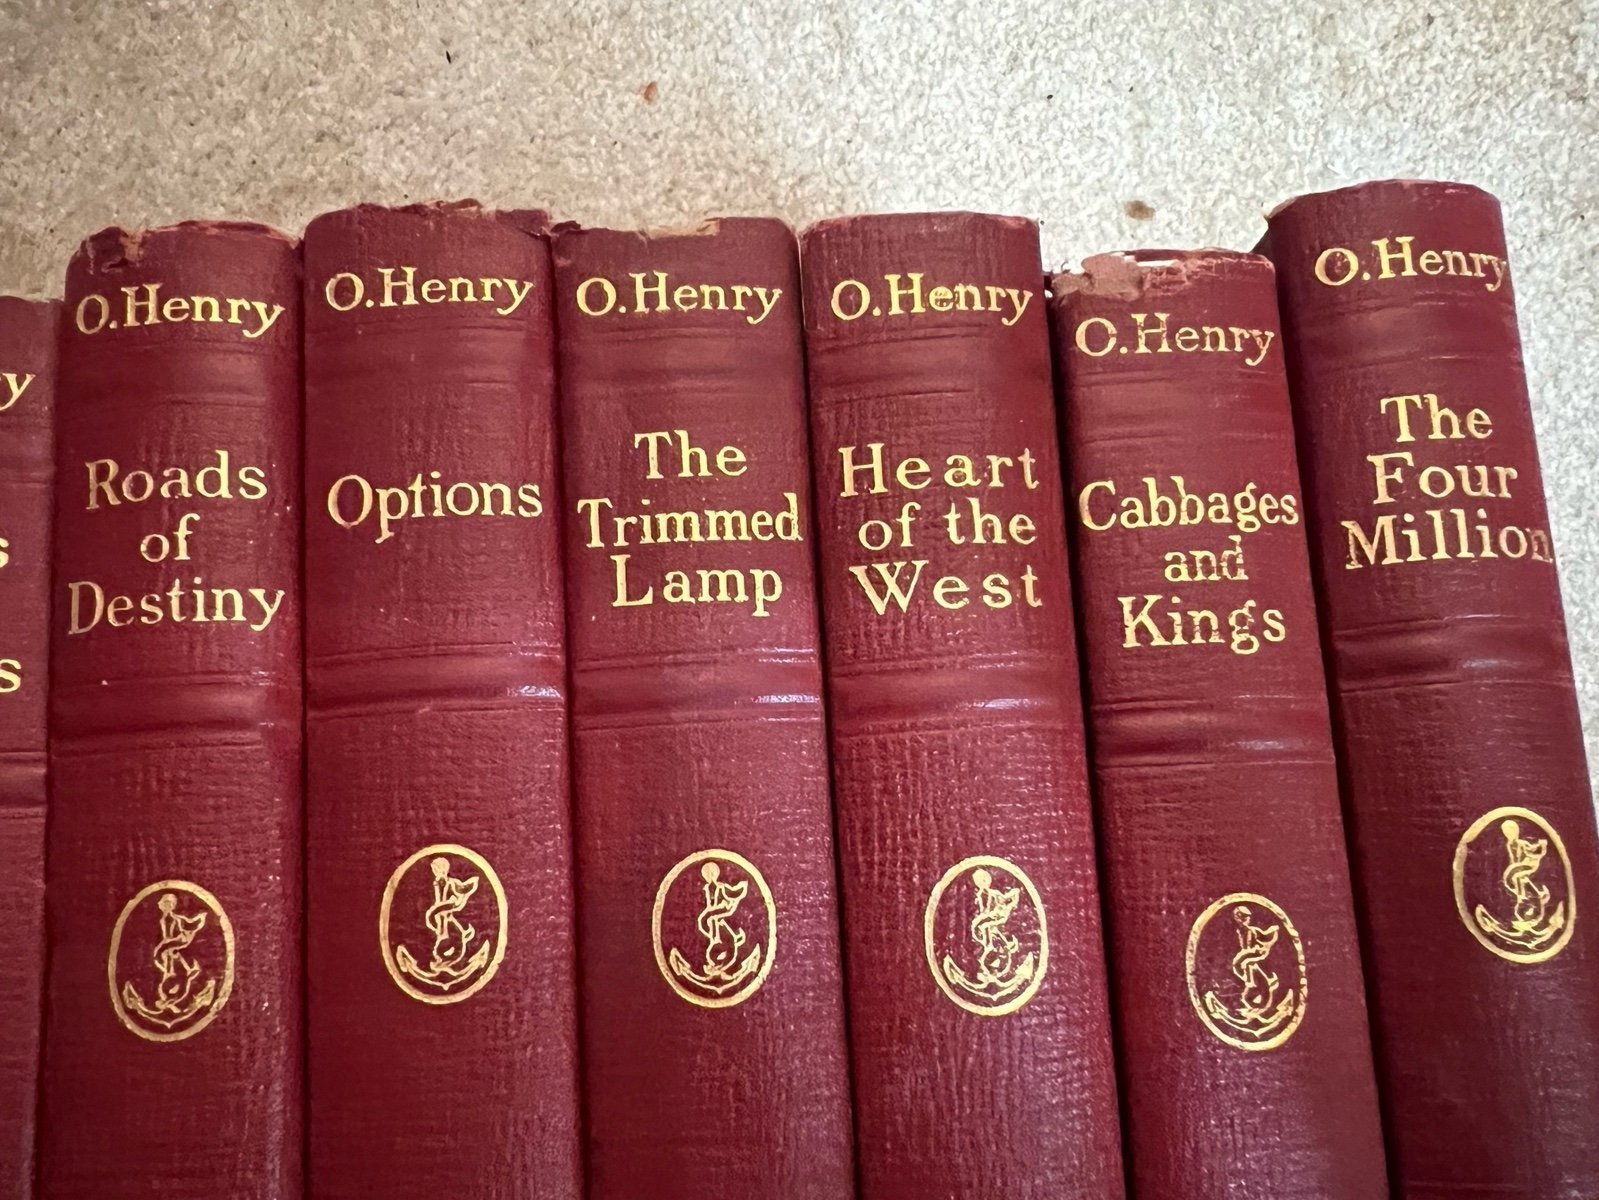 O.Henry
Roads
of
Destiny
O.Henry
Options
O.Henry
The
Trimmed
Lamp
O.Henry
Heart
of the
West
O.Henry
Cabbages
and
Kings
O.Henry
The
Four
Million